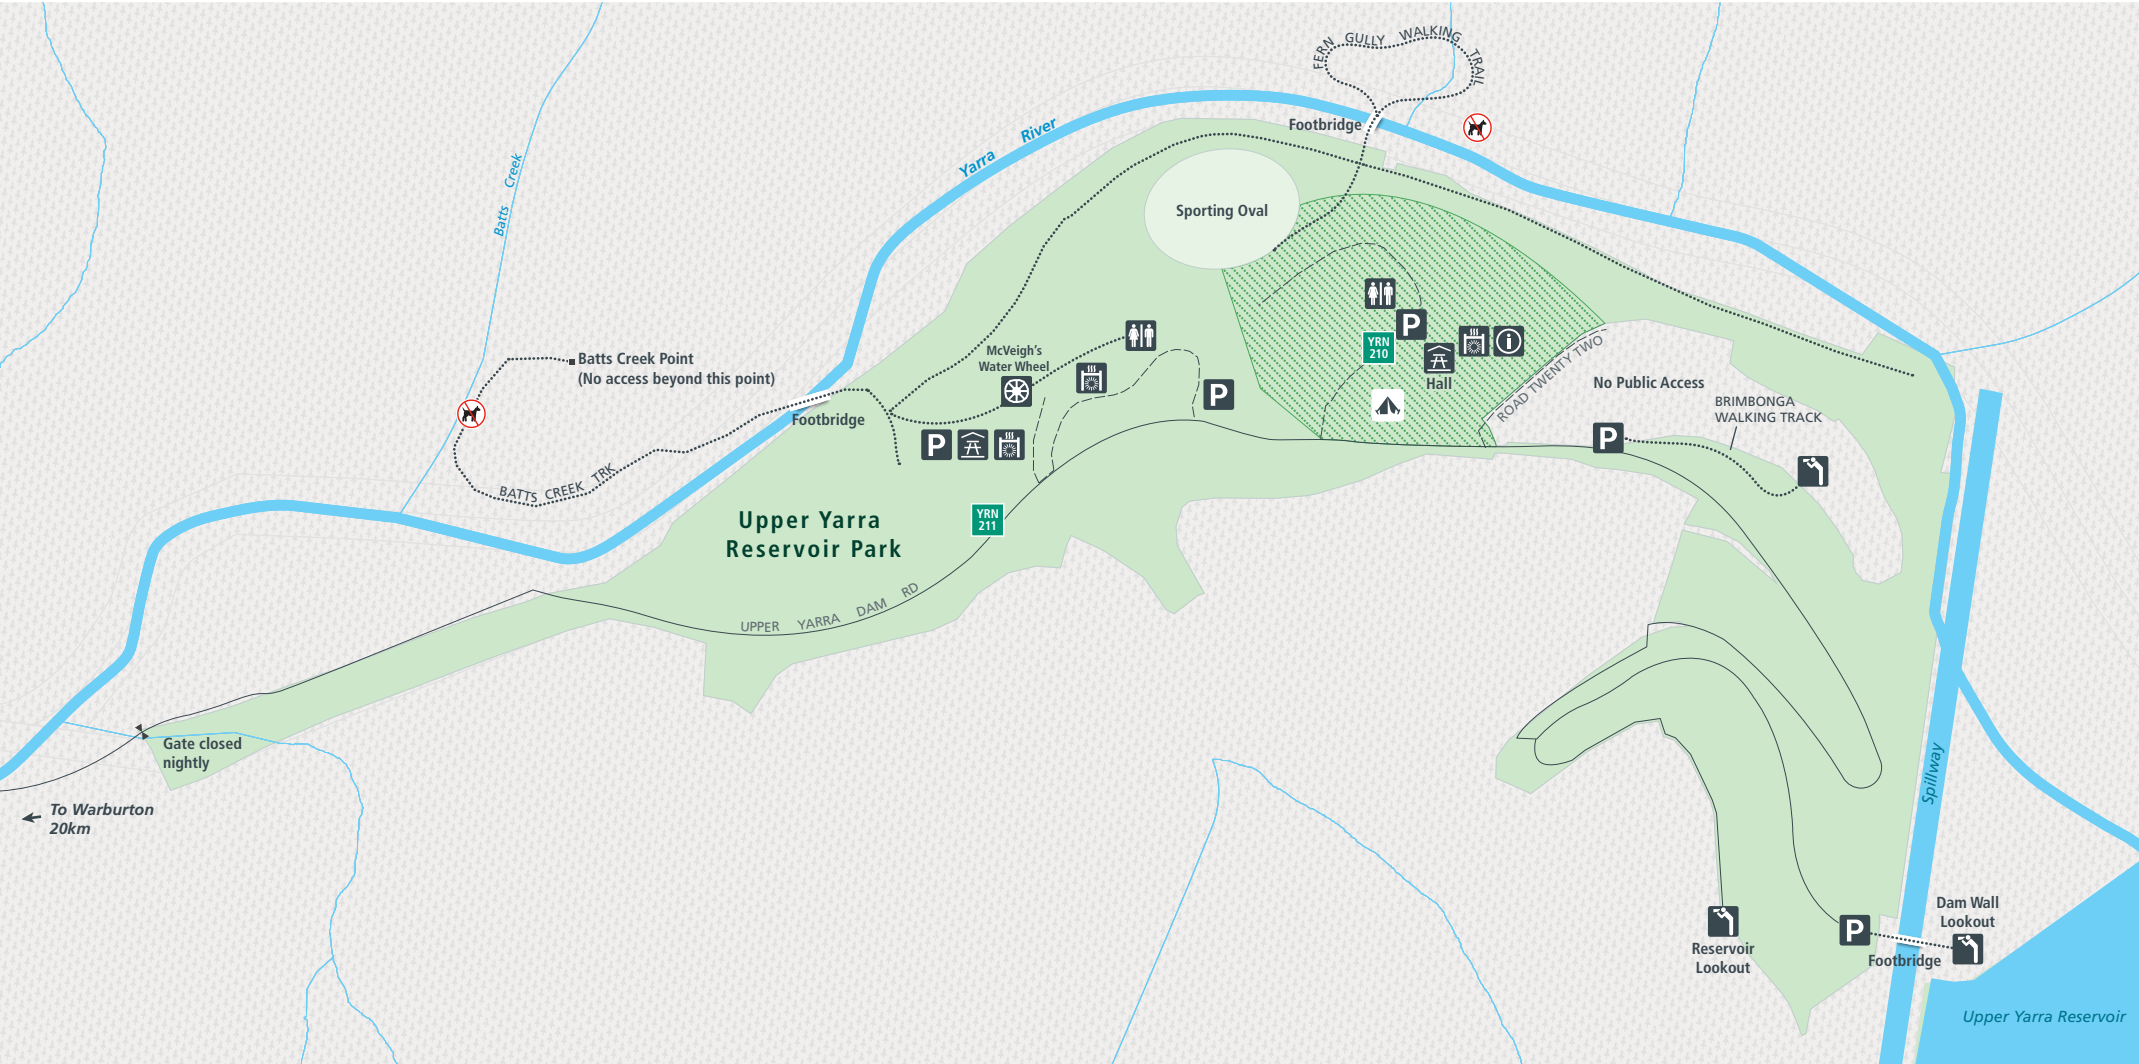 FERN GULLY WALKING TRAIL
Footbridge
Yarra River
Batts Creek
Sporting Oval
P
YRN
210
Hall
ROAD TWENTY TWO
No Public Access
BRIMBONGA
WALKING TRACK
P
McVeigh's
Water Wheel
P
Batts Creek Point
(No access beyond this point)
Footbridge
P
BATTS CREEK TRK
YRN
211
Upper Yarra
Reservoir Park
UPPER YARRA DAM RD
Gate closed
nightly
To Warburton
20km
Spillway
Dam Wall
Lookout
P
Reservoir
Lookout
Footbridge
Upper Yarra Reservoir